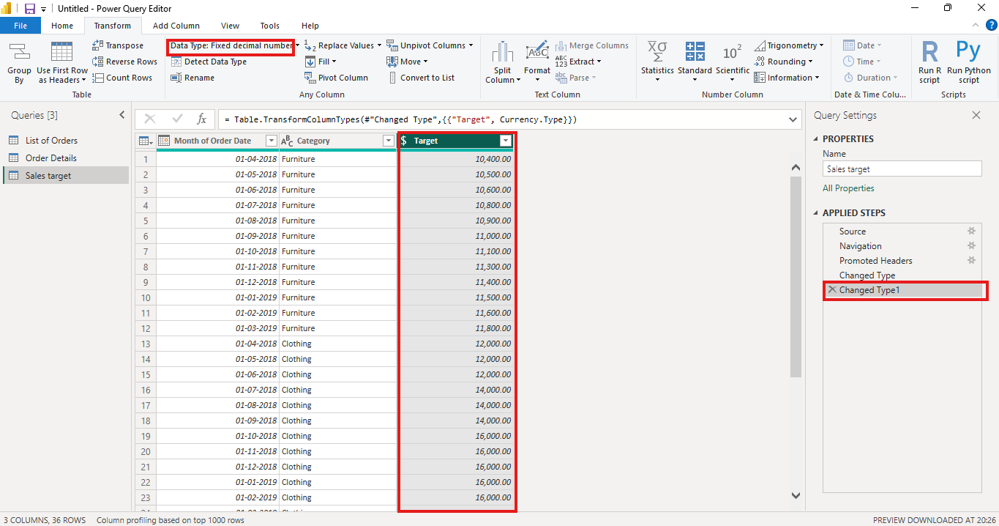 Untitled - Power Query Editor
File Home Transform Add Column View Tools Help
Group By
Use First Row as Headers
Transpose
Reverse Rows
Count Rows
Table
Data Type: Fixed decimal number
Detect Data Type
Rename
Replace Values
Fill
Pivot Column
Unpivot Columns
Move
Convert to List
Any Column
Split Column
Format
Merge Columns
Extract
Parse
Text Column
Statistics
Standard
Scientific
Trigonometry
Rounding
Information
Number Column
Date
Time
Duration
Date & Time Colu...
Run R script
Run Python script
Scripts
Queries [3]
List of Orders
Order Details
Sales target
= Table.TransformColumnTypes(#"Changed Type",{{"Target", Currency.Type}})
Month of Order Date Category $ Target
1 01-04-2018 Furniture 10,400.00
2 01-05-2018 Furniture 10,500.00
3 01-06-2018 Furniture 10,600.00
4 01-07-2018 Furniture 10,800.00
5 01-08-2018 Furniture 10,900.00
6 01-09-2018 Furniture 11,000.00
7 01-10-2018 Furniture 11,100.00
8 01-11-2018 Furniture 11,300.00
9 01-12-2018 Furniture 11,400.00
10 01-01-2019 Furniture 11,500.00
11 01-02-2019 Furniture 11,600.00
12 01-03-2019 Furniture 11,800.00
13 01-04-2018 Clothing 12,000.00
14 01-05-2018 Clothing 12,000.00
15 01-06-2018 Clothing 12,000.00
16 01-07-2018 Clothing 14,000.00
17 01-08-2018 Clothing 14,000.00
18 01-09-2018 Clothing 14,000.00
19 01-10-2018 Clothing 16,000.00
20 01-11-2018 Clothing 16,000.00
21 01-12-2018 Clothing 16,000.00
22 01-01-2019 Clothing 16,000.00
23 01-02-2019 Clothing 16,000.00
Query Settings
PROPERTIES
Name
Sales target
All Properties
APPLIED STEPS
Source
Navigation
Promoted Headers
Changed Type
Changed Type1
3 COLUMNS, 36 ROWS Column profiling based on top 1000 rows
PREVIEW DOWNLOADED AT 20:26